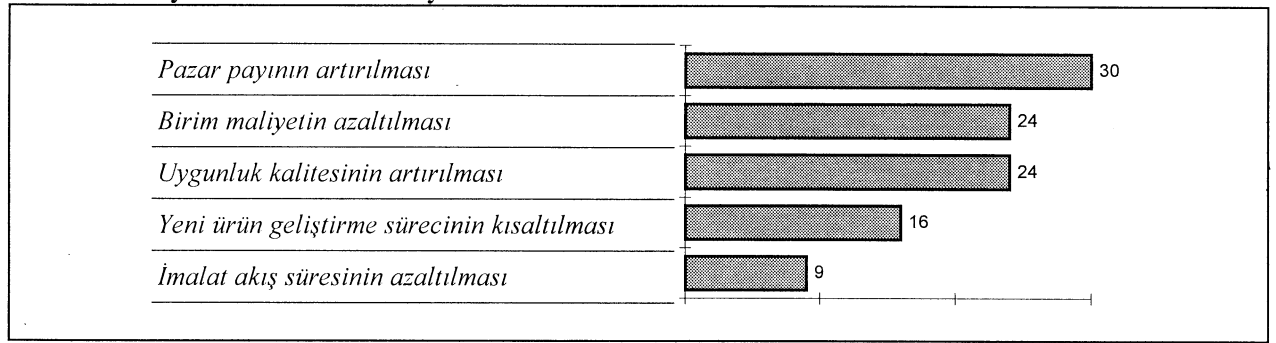 Pazar payının artırılması 30
Birim maliyetin azaltılması 24
Uygunluk kalitesinin artırılması 24
Yeni ürün geliştirme sürecinin kısaltılması 16
İmalat akış süresinin azaltılması 9